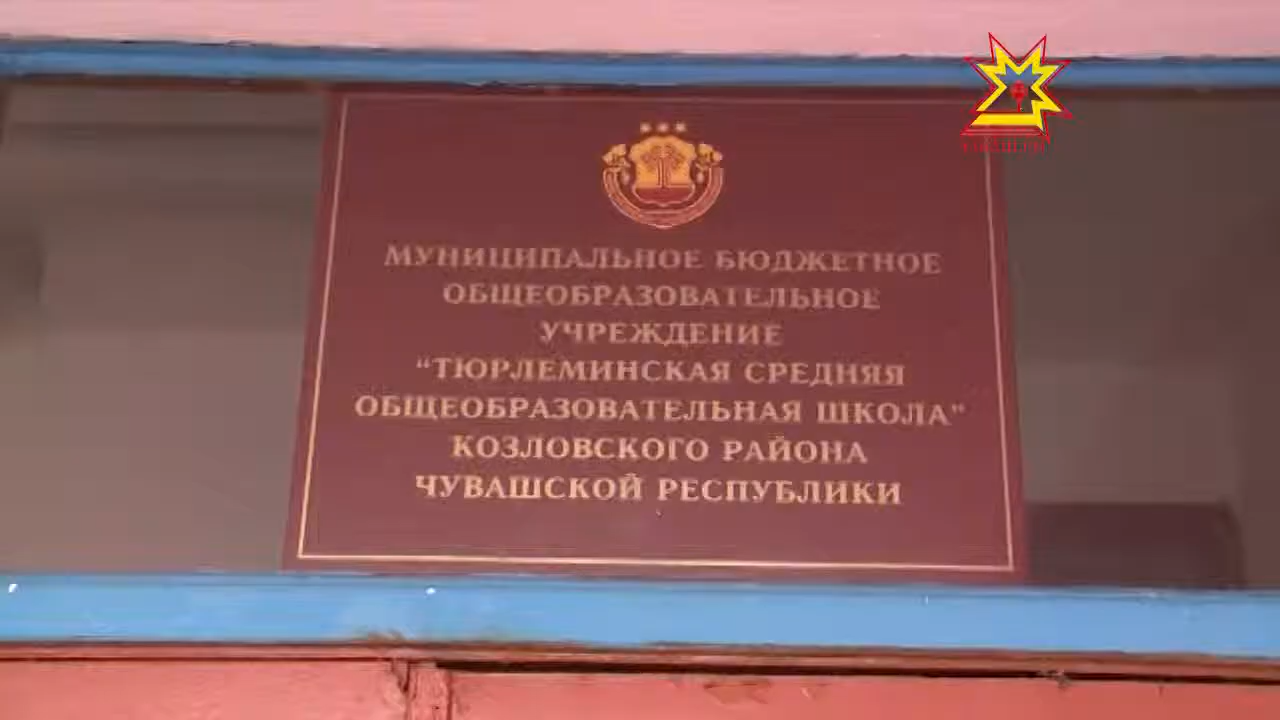 МУНИЦИПАЛЬНОЕ БЮДЖЕТНОЕ
ОБЩЕОБРАЗОВАТЕЛЬНОЕ
УЧРЕЖДЕНИЕ
“ТЮРЛЕМИНСКАЯ СРЕДНЯЯ
ОБЩЕОБРАЗОВАТЕЛЬНАЯ ШКОЛА”
КОЗЛОВСКОГО РАЙОНА
ЧУВАШСКОЙ РЕСПУБЛИКИ